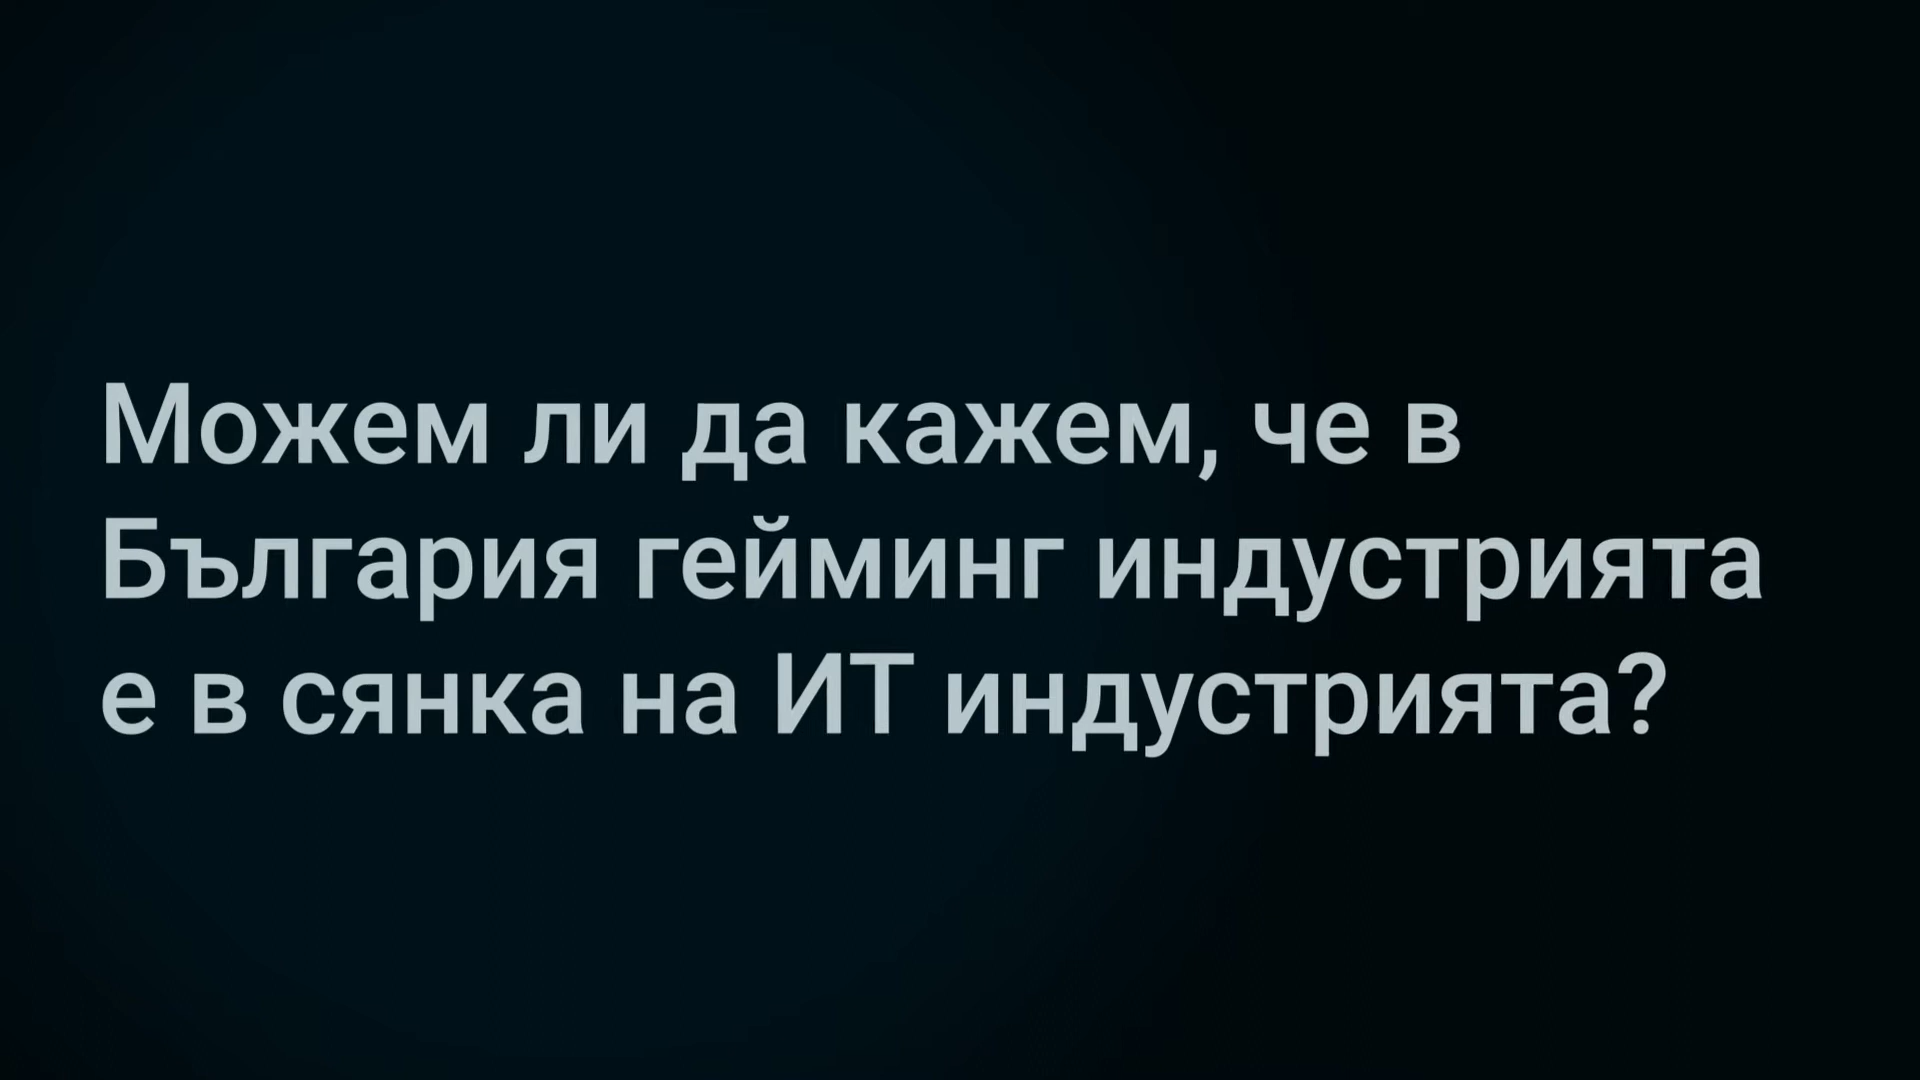 Можем ли да кажем, че в
България гейминг индустрията
е в сянка на ИТ индустрията?